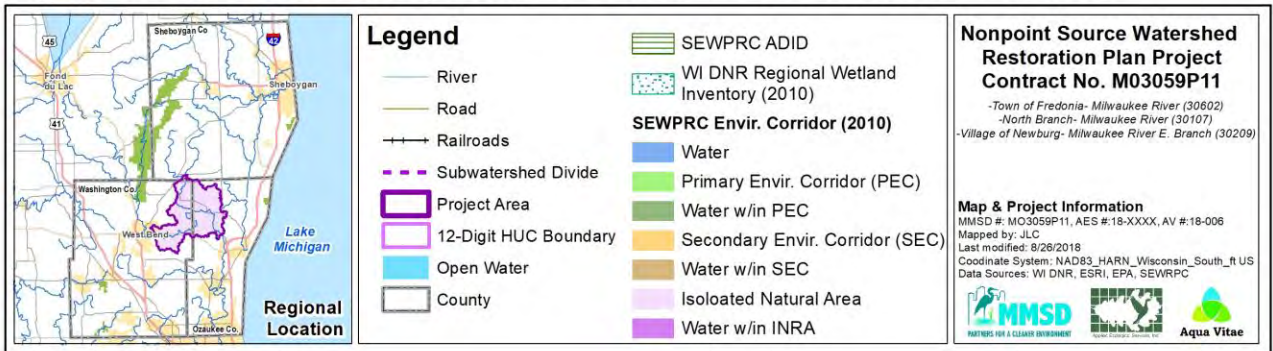 Sheboygan Co
42
45
Fond
du Lac
Sheboygan
41
Washington Co.
West Bend
Lake
Michigan
Regional
Location
Ozaukee Co.
Legend
River
Road
Railroads
Subwatershed Divide
Project Area
12-Digit HUC Boundary
Open Water
County
SEWPRC ADID
WI DNR Regional Wetland
Inventory (2010)
SEWPRC Envir. Corridor (2010)
Water
Primary Envir. Corridor (PEC)
Water w/in PEC
Secondary Envir. Corridor (SEC)
Water w/in SEC
Isoloated Natural Area
Water w/in INRA
Nonpoint Source Watershed
Restoration Plan Project
Contract No. M03059P11
-Town of Fredonia- Milwaukee River (30602)
-North Branch- Milwaukee River (30107)
-Village of Newburg- Milwaukee River E. Branch (30209)
Map & Project Information
MMSD #: MO3059P11, AES #:18-XXXX, AV #:18-006
Mapped by: JLC
Last modified: 8/26/2018
Coodinate System: NAD83_HARN_Wisconsin_South_ft US
Data Sources: WI DNR, ESRI, EPA, SEWRPC
MMSD
PARTNERS FOR A CLEANER ENVIRONMENT
Applied Ecological Services, Inc
Aqua Vitae